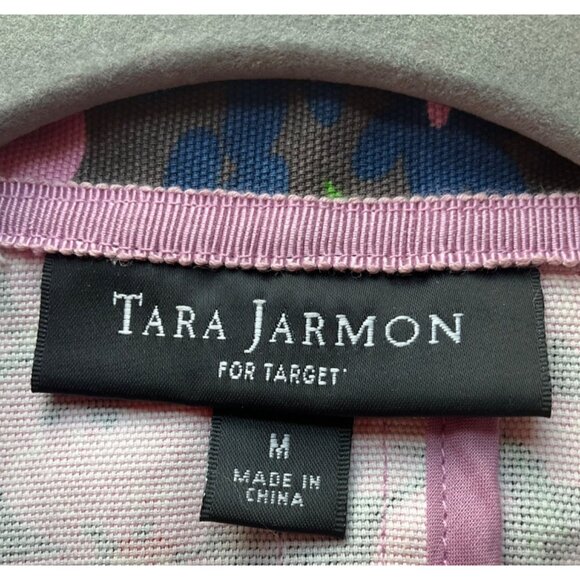 TARA JARMON
FOR TARGET
M
MADE IN
CHINA